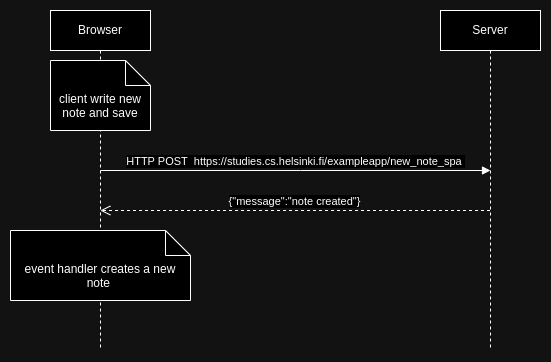 Browser
Server
client write new
note and save
HTTP POST  https://studies.cs.helsinki.fi/exampleapp/new_note_spa
{"message":"note created"}
event handler creates a new
note